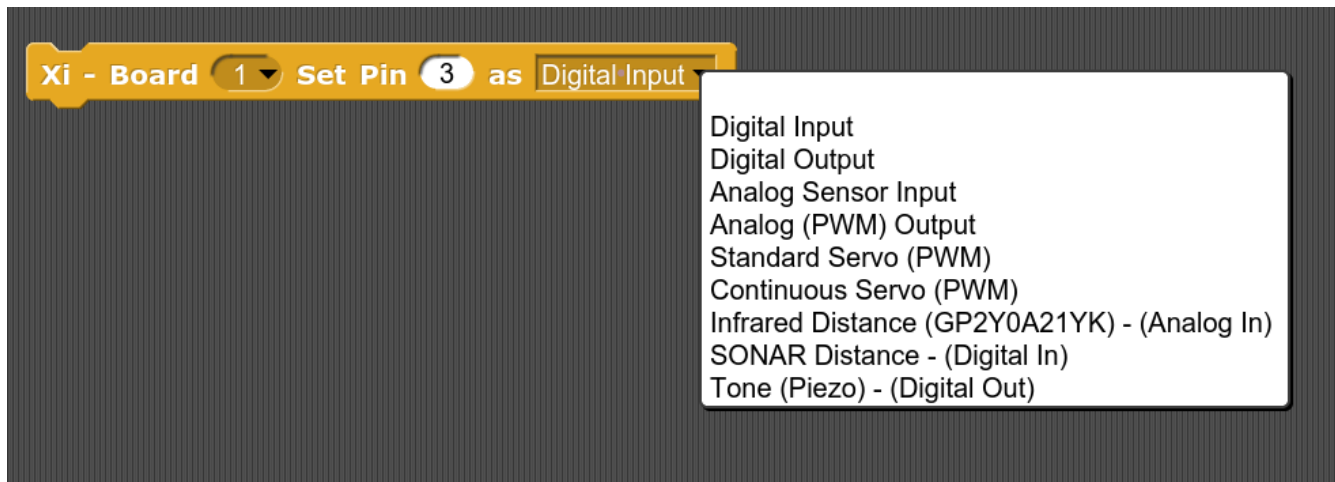 Xi - Board 1 Set Pin 3 as Digital Input
Digital Input
Digital Output
Analog Sensor Input
Analog (PWM) Output
Standard Servo (PWM)
Continuous Servo (PWM)
Infrared Distance (GP2Y0A21YK) - (Analog In)
SONAR Distance - (Digital In)
Tone (Piezo) - (Digital Out)